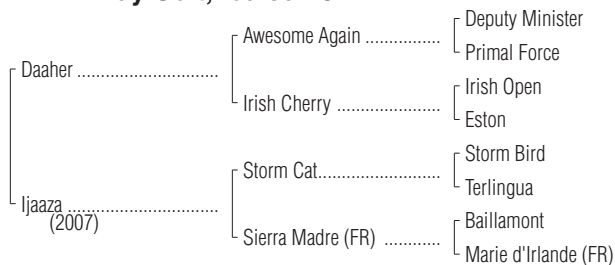 Deputy Minister
Awesome Again ..................
Primal Force
Daaher ..................................
Irish Open
Irish Cherry .........................
Eston
Storm Bird
Storm Cat.............................
Terlingua
Ijaaza ....................................
(2007)
Baillamont
Sierra Madre (FR) .............
Marie d'Irlande (FR)